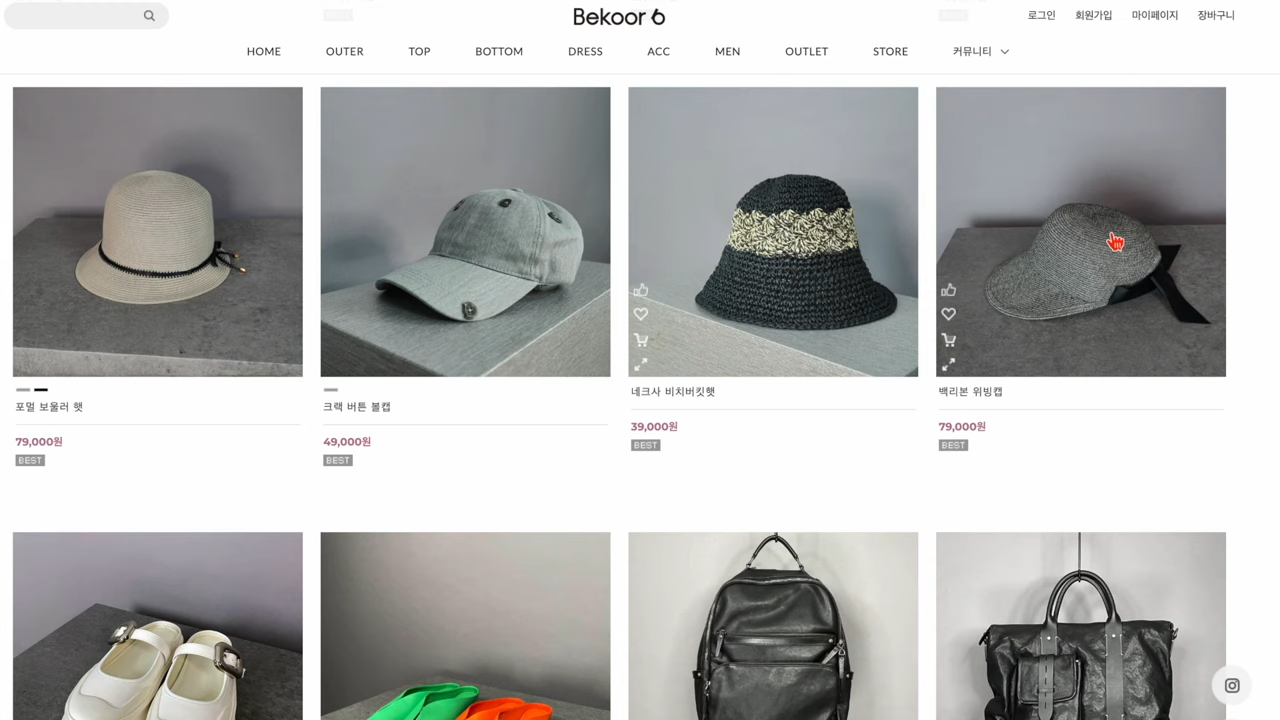 BEST
BEST
Bekoor 6
로그인 회원가입 마이페이지 장바구니
HOME OUTER TOP BOTTOM DRESS ACC MEN OUTLET STORE 커뮤니티
포멀 보울러 햇
79,000원
BEST
크랙 버튼 볼캡
49,000원
BEST
네크사 비치버킷햇
39,000원
BEST
백리본 위빙캡
79,000원
BEST